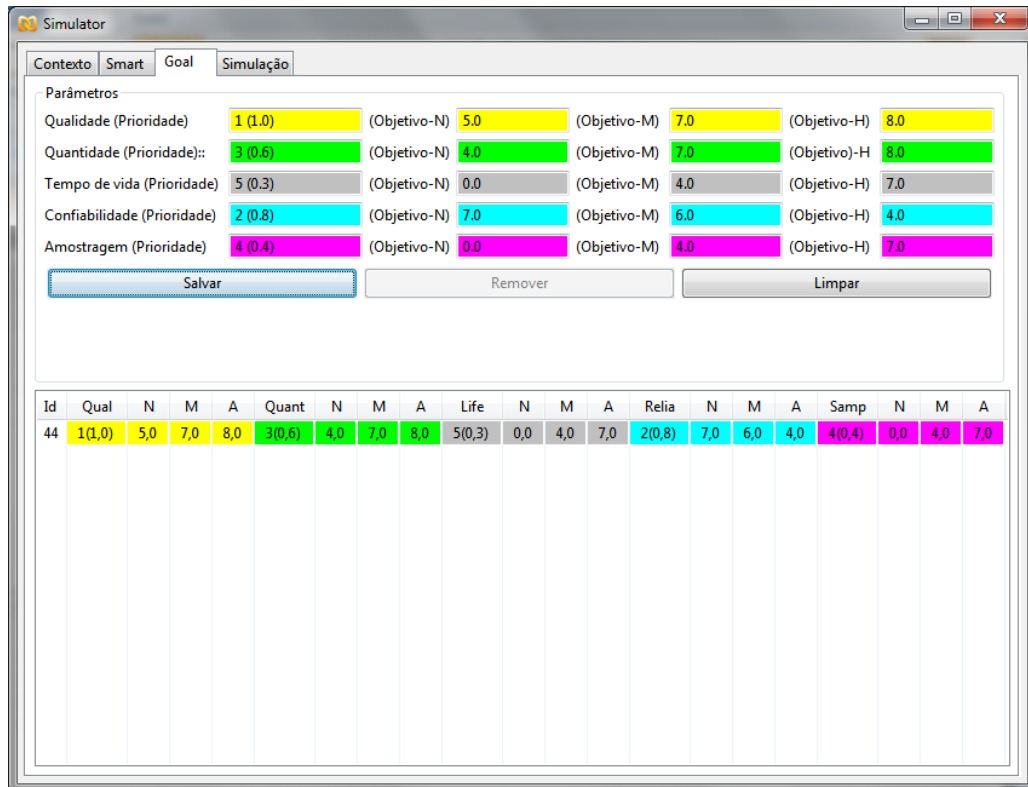 Simulator
Contexto Smart Goal Simulação
Parâmetros
Qualidade (Prioridade) 1 (1.0) (Objetivo-N) 5.0 (Objetivo-M) 7.0 (Objetivo-H) 8.0
Quantidade (Prioridade):: 3 (0.6) (Objetivo-N) 4.0 (Objetivo-M) 7.0 (Objetivo)-H 8.0
Tempo de vida (Prioridade) 5 (0.3) (Objetivo-N) 0.0 (Objetivo-M) 4.0 (Objetivo-H) 7.0
Confiabilidade (Prioridade) 2 (0.8) (Objetivo-N) 7.0 (Objetivo-M) 6.0 (Objetivo-H) 4.0
Amostragem (Prioridade) 4 (0.4) (Objetivo-N) 0.0 (Objetivo-M) 4.0 (Objetivo-H) 7.0
Salvar Remover Limpar
Id Qual N M A Quant N M A Life N M A Relia N M A Samp N M A
44 1(1,0) 5,0 7,0 8,0 3(0,6) 4,0 7,0 8,0 5(0,3) 0,0 4,0 7,0 2(0,8) 7,0 6,0 4,0 4(0,4) 0,0 4,0 7,0